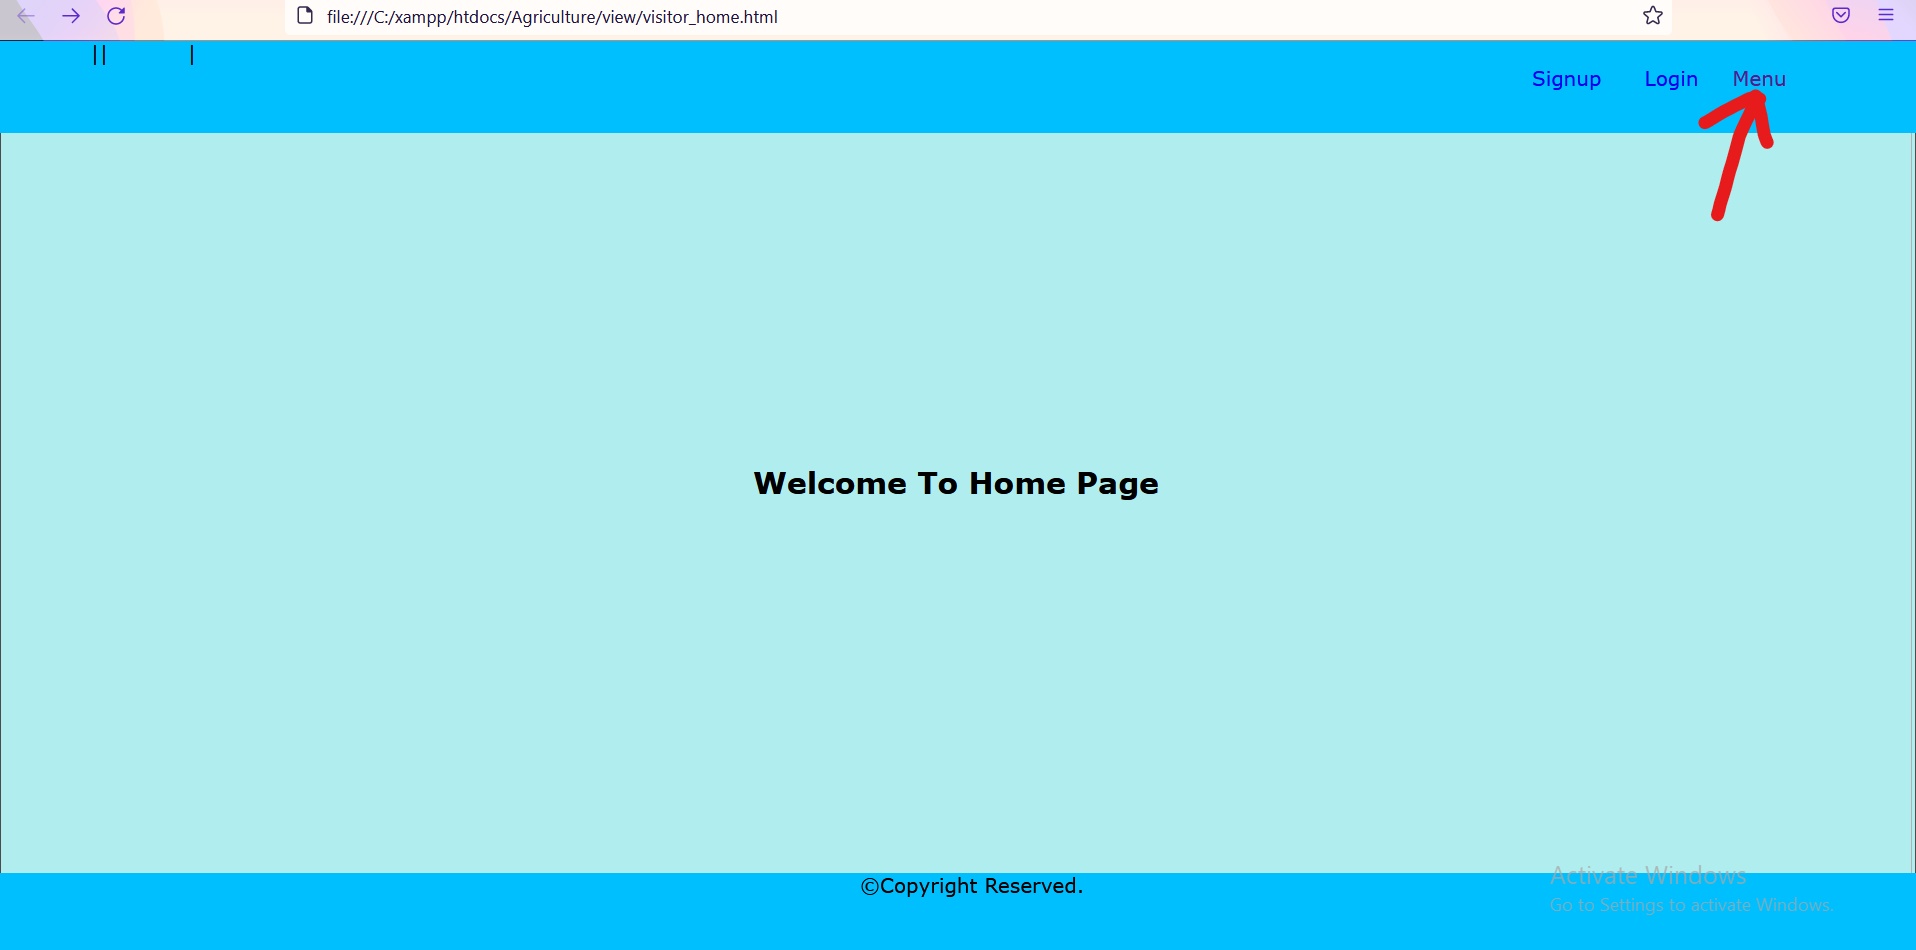 file:///C:/xampp/htdocs/Agriculture/view/visitor_home.html
|| |
Signup Login Menu
Welcome To Home Page
©Copyright Reserved.
Activate Windows
Go to Settings to activate Windows.